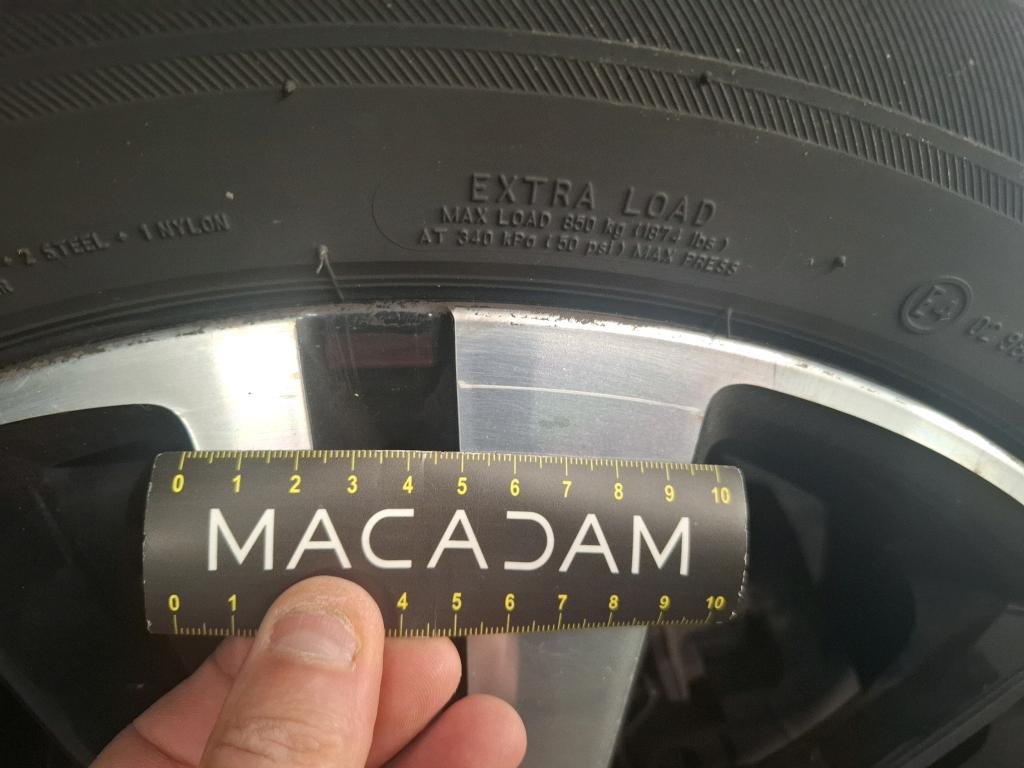 EXTRA LOAD
MAX LOAD 850 kg (1874 lbs)
AT 340 kPa (50 psi) MAX PRESS
+ 2 STEEL + 1 NYLON
E4 02
0 1 2 3 4 5 6 7 8 9 10
MACADAM
0 1 4 5 6 7 8 9 10